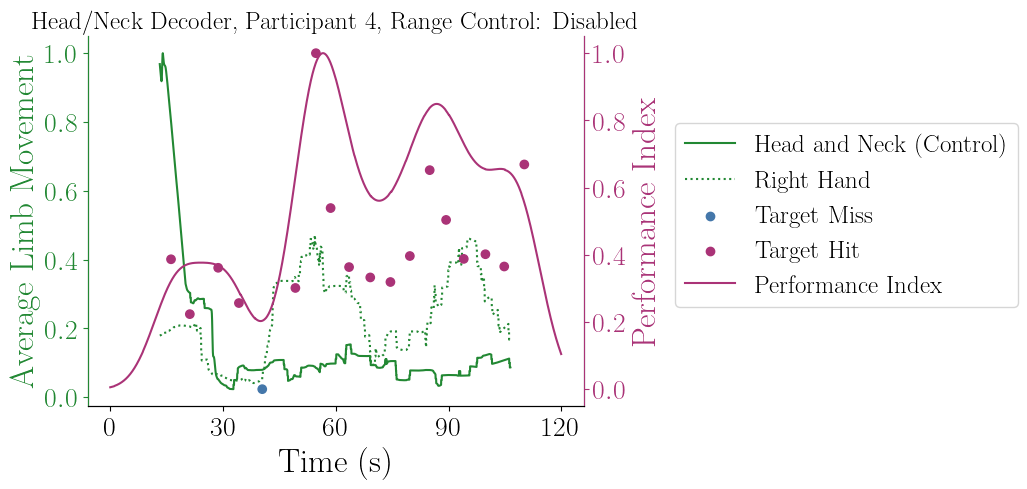 Head/Neck Decoder, Participant 4, Range Control: Disabled
Average Limb Movement
1.0
0.8
0.6
0.4
0.2
0.0
1.0
0.8
0.6
0.4
0.2
0.0
Performance Index
0 30 60 90 120
Time (s)
Head and Neck (Control)
Right Hand
Target Miss
Target Hit
Performance Index